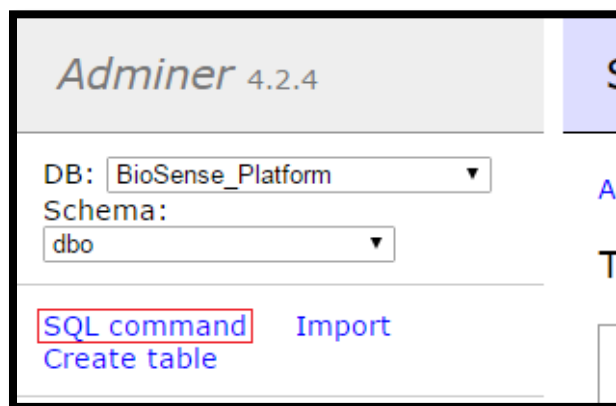 Adminer 4.2.4
DB: BioSense_Platform
Schema:
dbo
SQL command Import
Create table
S
A
T